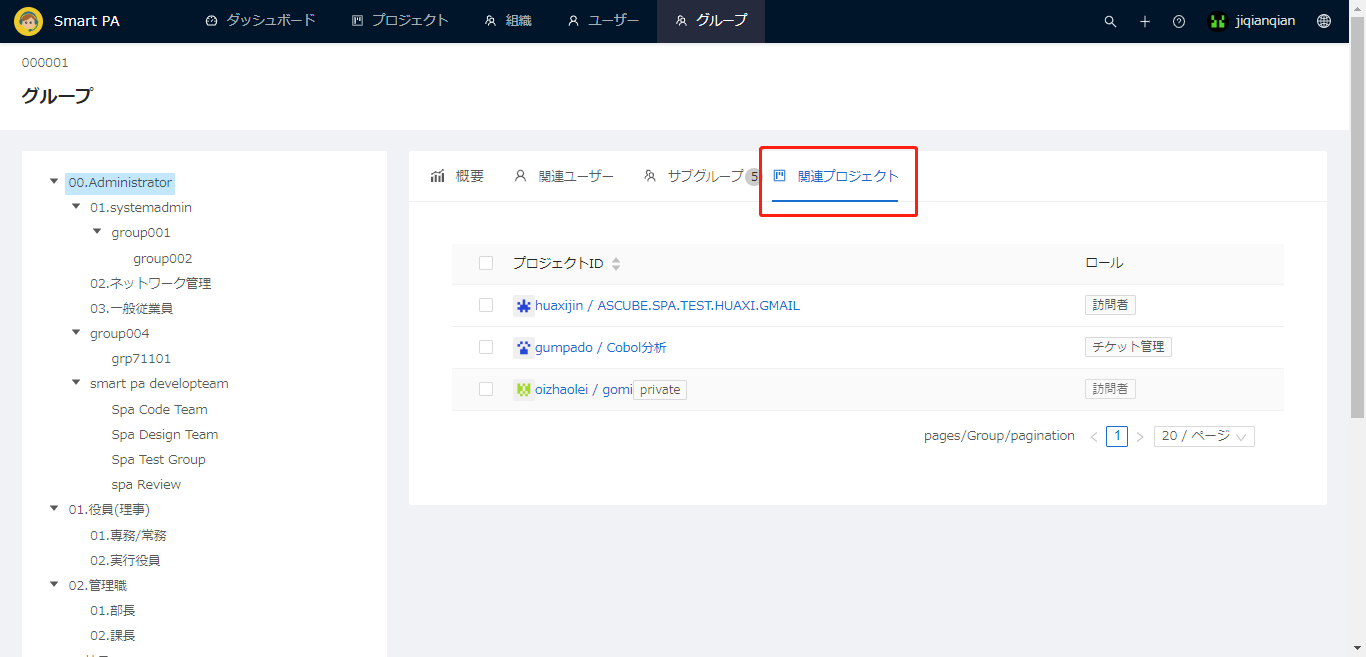 Smart PA ダッシュボード プロジェクト 組織 ユーザー グループ jiqianqian
000001
グループ
00.Administrator
01.systemadmin
group001
group002
02.ネットワーク管理
03.一般従業員
group004
grp71101
smart pa developteam
Spa Code Team
Spa Design Team
Spa Test Group
spa Review
01.役員(理事)
01.専務/常務
02.実行役員
02.管理職
01.部長
02.課長
概要 関連ユーザー サブグループ 5 関連プロジェクト
プロジェクトID ロール
huaxijin / ASCUBE.SPA.TEST.HUAXI.GMAIL 訪問者
gumpado / Cobol分析 チケット管理
oizhaolei / gomi private 訪問者
pages/Group/pagination < 1 > 20 / ページ